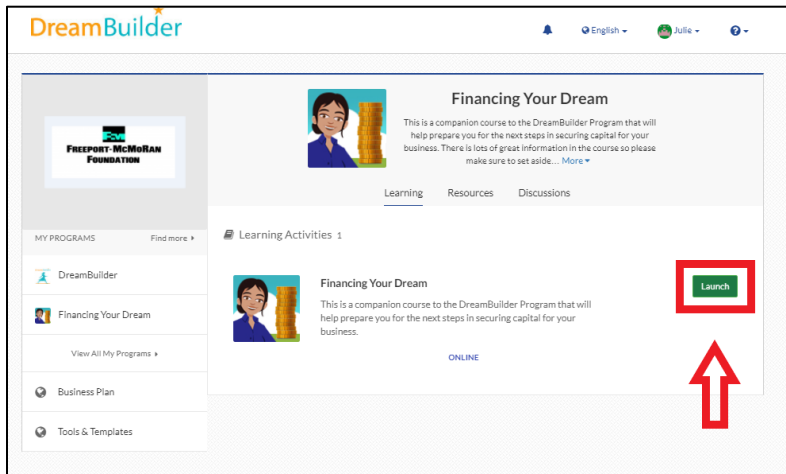 DreamBuilder
English
Julie
Financing Your Dream
This is a companion course to the DreamBuilder Program that will
help prepare you for the next steps in securing capital for your
business. There is lots of great information in the course so please
make sure to set aside... More
Learning Resources Discussions
FREEPORT-MCMORAN
FOUNDATION
MY PROGRAMS Find more
DreamBuilder
Financing Your Dream
View All My Programs
Business Plan
Tools & Templates
Learning Activities 1
Financing Your Dream
This is a companion course to the DreamBuilder Program that will
help prepare you for the next steps in securing capital for your
business.
ONLINE
Launch